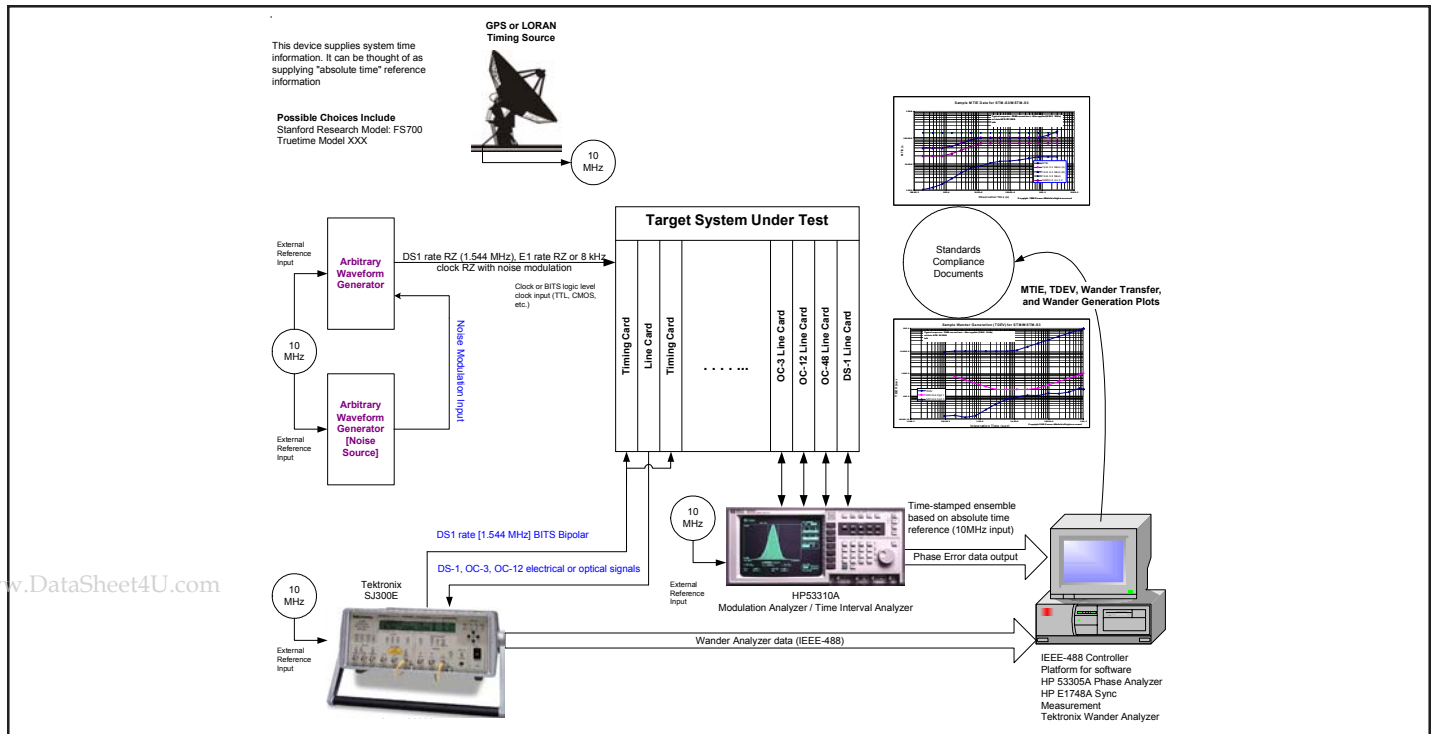 GPS or LORAN
Timing Source
This device supplies system time
information. It can be thought of as
supplying "absolute time" reference
information
Possible Choices Include
Stanford Research Model: FS700
Truetime Model XXX
10
MHz
Sample MTIE Data for
Standards
Compliance
Documents
MTIE, TDEV, Wander Transfer,
and Wander Generation Plots
Sample Wander Generation (TDEV) for
Target System Under Test
Timing Card
Line Card
Timing Card
. . . . ...
OC-3 Line Card
OC-12 Line Card
OC-48 Line Card
DS-1 Line Card
External
Reference
Input
Arbitrary
Waveform
Generator
DS1 rate RZ (1.544 MHz), E1 rate RZ or 8 kHz
clock RZ with noise modulation
Clock or BITS logic level
clock input (TTL, CMOS,
etc.)
10
MHz
Noise Modulation Input
External
Reference
Input
Arbitrary
Waveform
Generator
[Noise
Source]
DS1 rate [1.544 MHz] BITS Bipolar
DS-1, OC-3, OC-12 electrical or optical signals
10
MHz
External
Reference
Input
HP53310A
Modulation Analyzer / Time Interval Analyzer
Time-stamped ensemble
based on absolute time
reference (10MHz input)
Phase Error data output
w.DataSheet4U.com
10
MHz
External
Reference
Input
Tektronix
SJ300E
Wander Analyzer data (IEEE-488)
IEEE-488 Controller
Platform for software
HP 53305A Phase Analyzer
HP E1748A Sync
Measurement
Tektronix Wander Analyzer